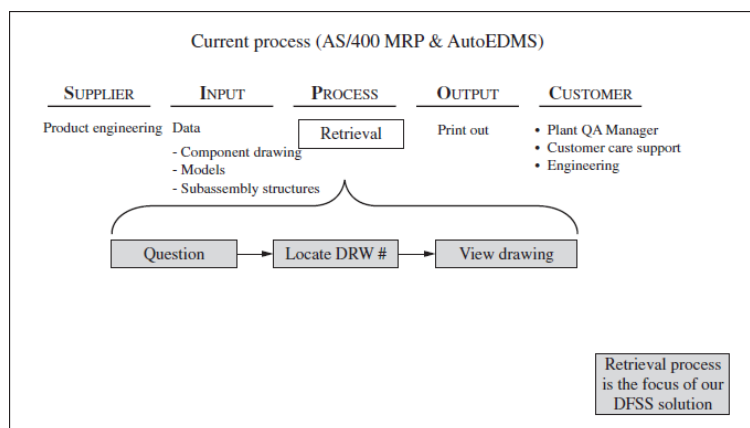 Current process (AS/400 MRP & AutoEDMS)
SUPPLIER INPUT PROCESS OUTPUT CUSTOMER
Product engineering
Data
- Component drawing
- Models
- Subassembly structures
Retrieval
Print out
• Plant QA Manager
• Customer care support
• Engineering
Question
Locate DRW #
View drawing
Retrieval process
is the focus of our
DFSS solution